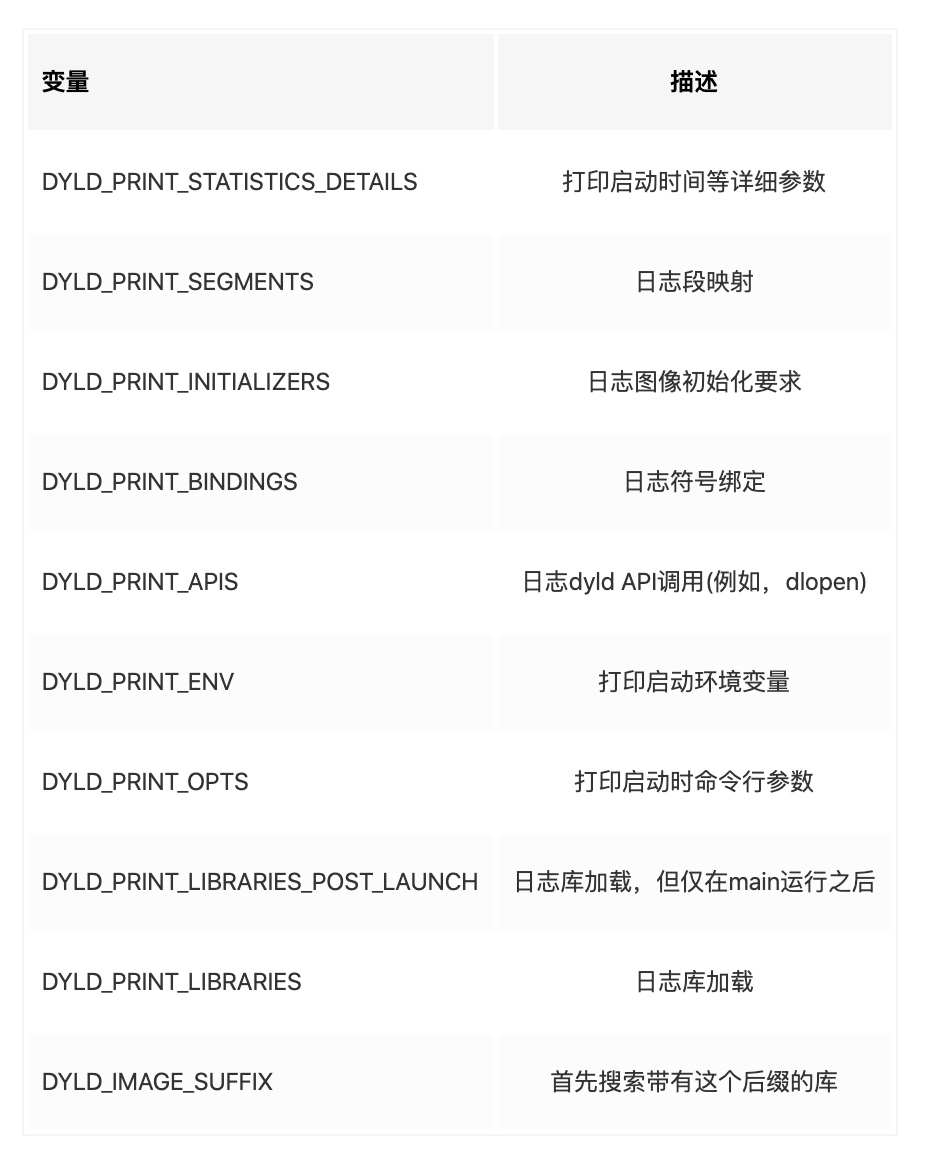 变量 描述
DYLD_PRINT_STATISTICS_DETAILS 打印启动时间等详细参数
DYLD_PRINT_SEGMENTS 日志段映射
DYLD_PRINT_INITIALIZERS 日志图像初始化要求
DYLD_PRINT_BINDINGS 日志符号绑定
DYLD_PRINT_APIS 日志dyld API调用(例如，dlopen)
DYLD_PRINT_ENV 打印启动环境变量
DYLD_PRINT_OPTS 打印启动时命令行参数
DYLD_PRINT_LIBRARIES_POST_LAUNCH 日志库加载，但仅在main运行之后
DYLD_PRINT_LIBRARIES 日志库加载
DYLD_IMAGE_SUFFIX 首先搜索带有这个后缀的库